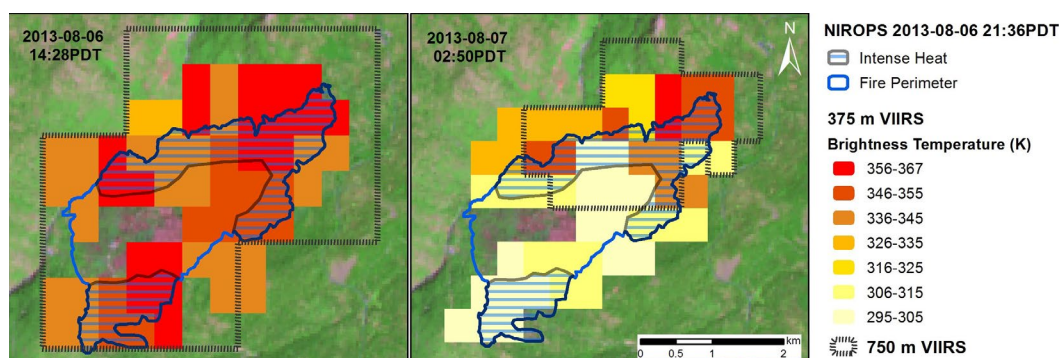 2013-08-06
14:28PDT
2013-08-07
02:50PDT
N
0 0.5 1 2
km
NIROPS 2013-08-06 21:36PDT
Intense Heat
Fire Perimeter
375 m VIIRS
Brightness Temperature (K)
356-367
346-355
336-345
326-335
316-325
306-315
295-305
750 m VIIRS